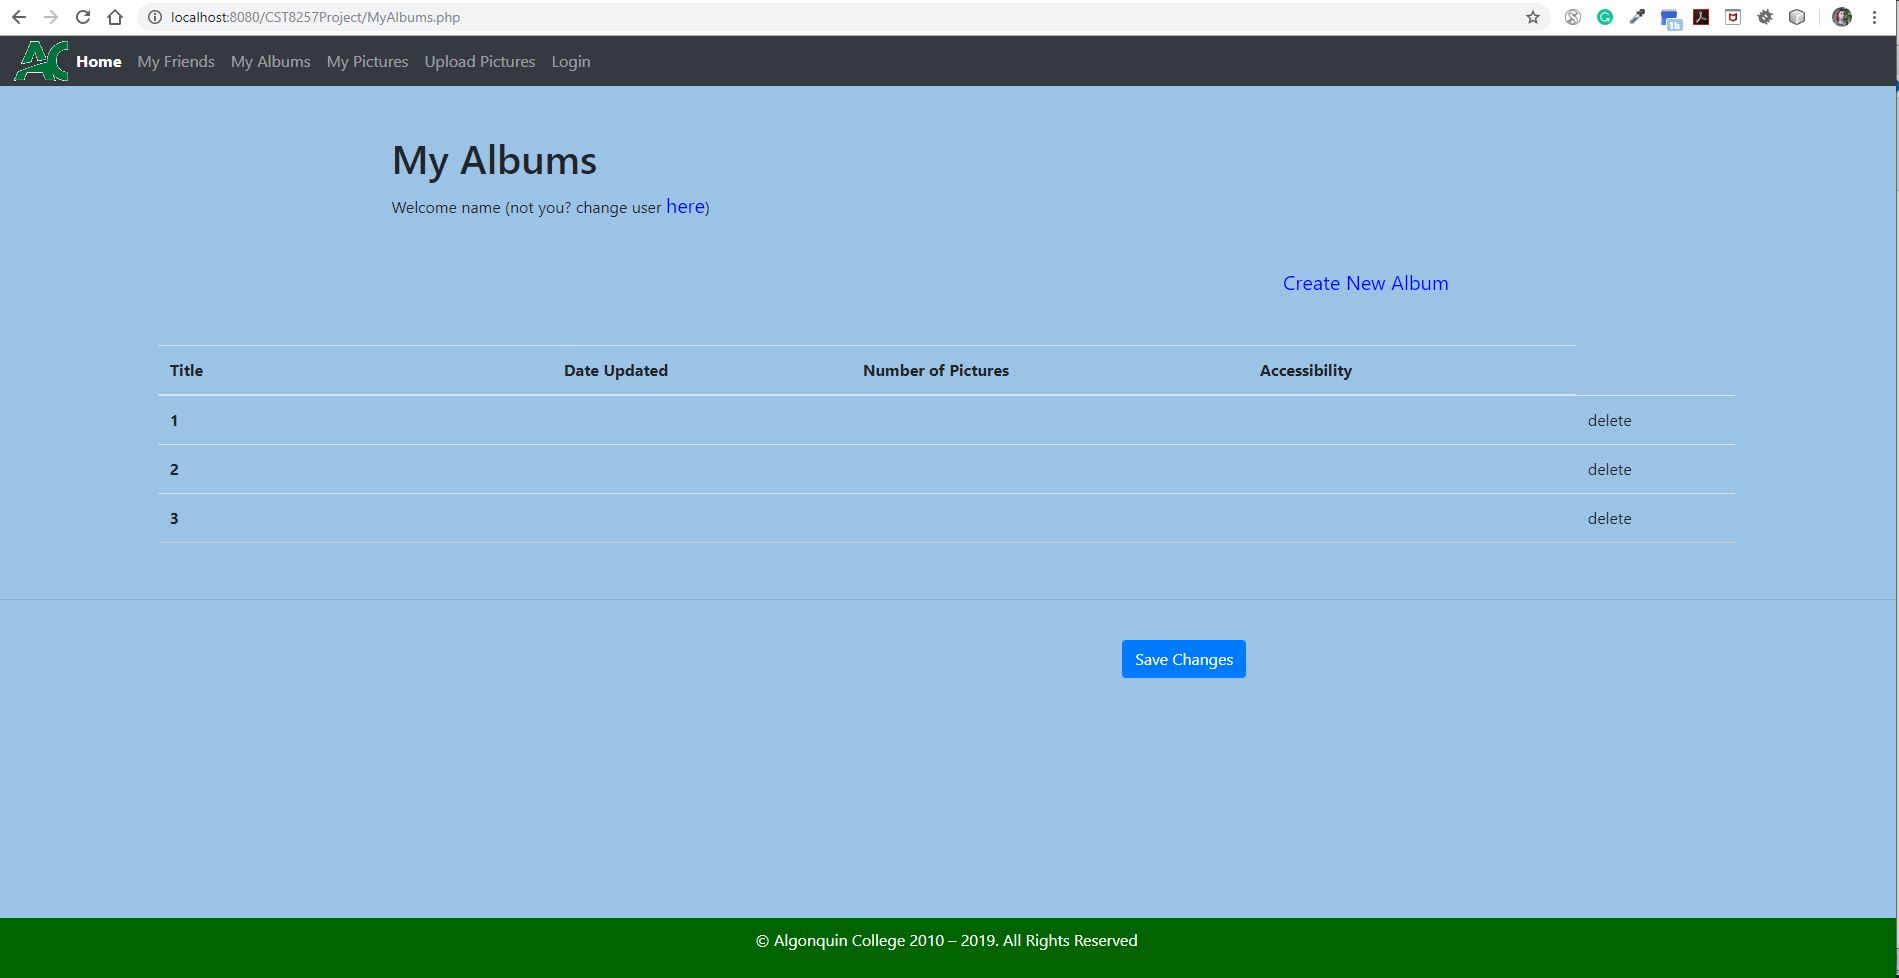 localhost:8080/CST8257Project/MyAlbums.php
1h
AC Home My Friends My Albums My Pictures Upload Pictures Login
My Albums
Welcome name (not you? change user here)
Create New Album
Title Date Updated Number of Pictures Accessibility
1 delete
2 delete
3 delete
Save Changes
© Algonquin College 2010 – 2019. All Rights Reserved